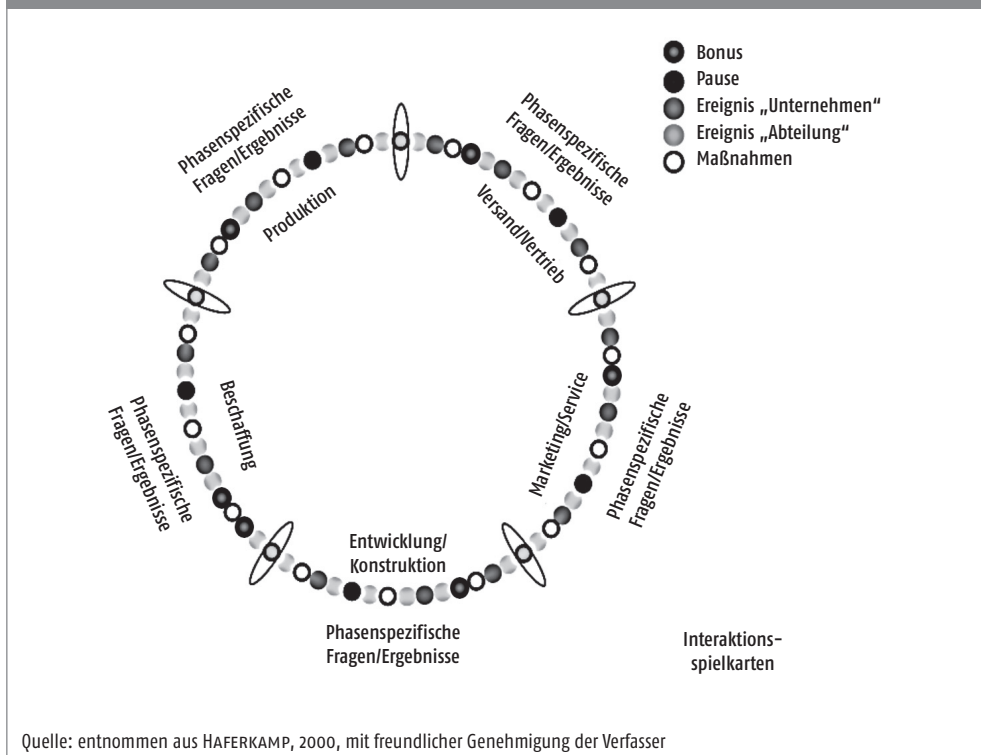 Bonus
Pause
Ereignis „Unternehmen“
Ereignis „Abteilung“
Maßnahmen
Phasenspezifische
Fragen/Ergebnisse
Produktion
Phasenspezifische
Fragen/Ergebnisse
Versand/Vertrieb
Beschaffung
Phasenspezifische
Fragen/Ergebnisse
Marketing/Service
Phasenspezifische
Fragen/Ergebnisse
Entwicklung/
Konstruktion
Phasenspezifische
Fragen/Ergebnisse
Interaktions-
spielkarten
Quelle: entnommen aus HAFERKAMP, 2000, mit freundlicher Genehmigung der Verfasser